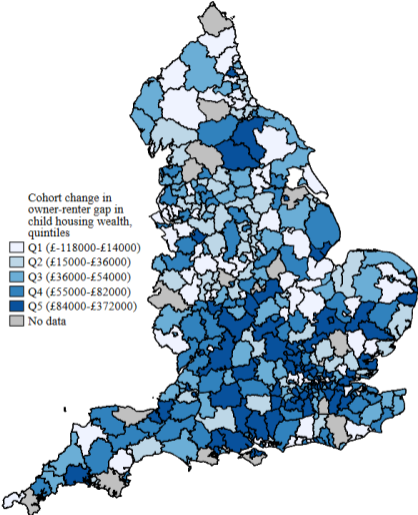 Cohort change in
owner-renter gap in
child housing wealth,
quintiles
Q1 (£-118000-£14000)
Q2 (£15000-£36000)
Q3 (£36000-£54000)
Q4 (£55000-£82000)
Q5 (£84000-£372000)
No data